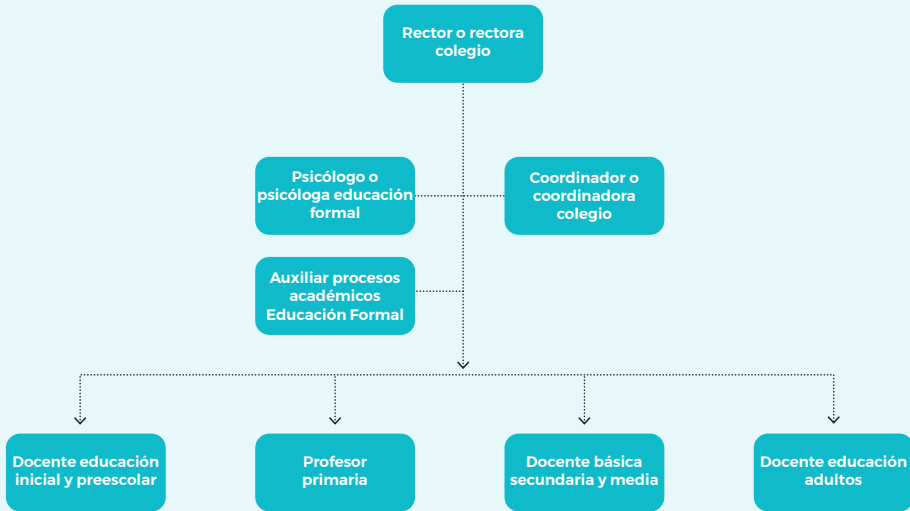 Rector o rectora
colegio
Psicólogo o
psicóloga educación
formal
Coordinador o
coordinadora
colegio
Auxiliar procesos
académicos
Educación Formal
Docente educación
inicial y preescolar
Profesor
primaria
Docente básica
secundaria y media
Docente educación
adultos